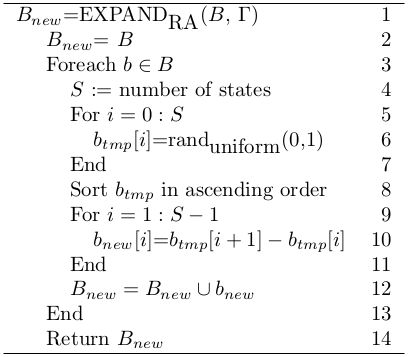 B_new=EXPAND_RA(B, Γ) 1
B_new= B 2
Foreach b ∈ B 3
S := number of states 4
For i = 0 : S 5
b_tmp[i]=rand_uniform(0,1) 6
End 7
Sort b_tmp in ascending order 8
For i = 1 : S − 1 9
b_new[i]=b_tmp[i + 1] − b_tmp[i] 10
End 11
B_new = B_new ∪ b_new 12
End 13
Return B_new 14